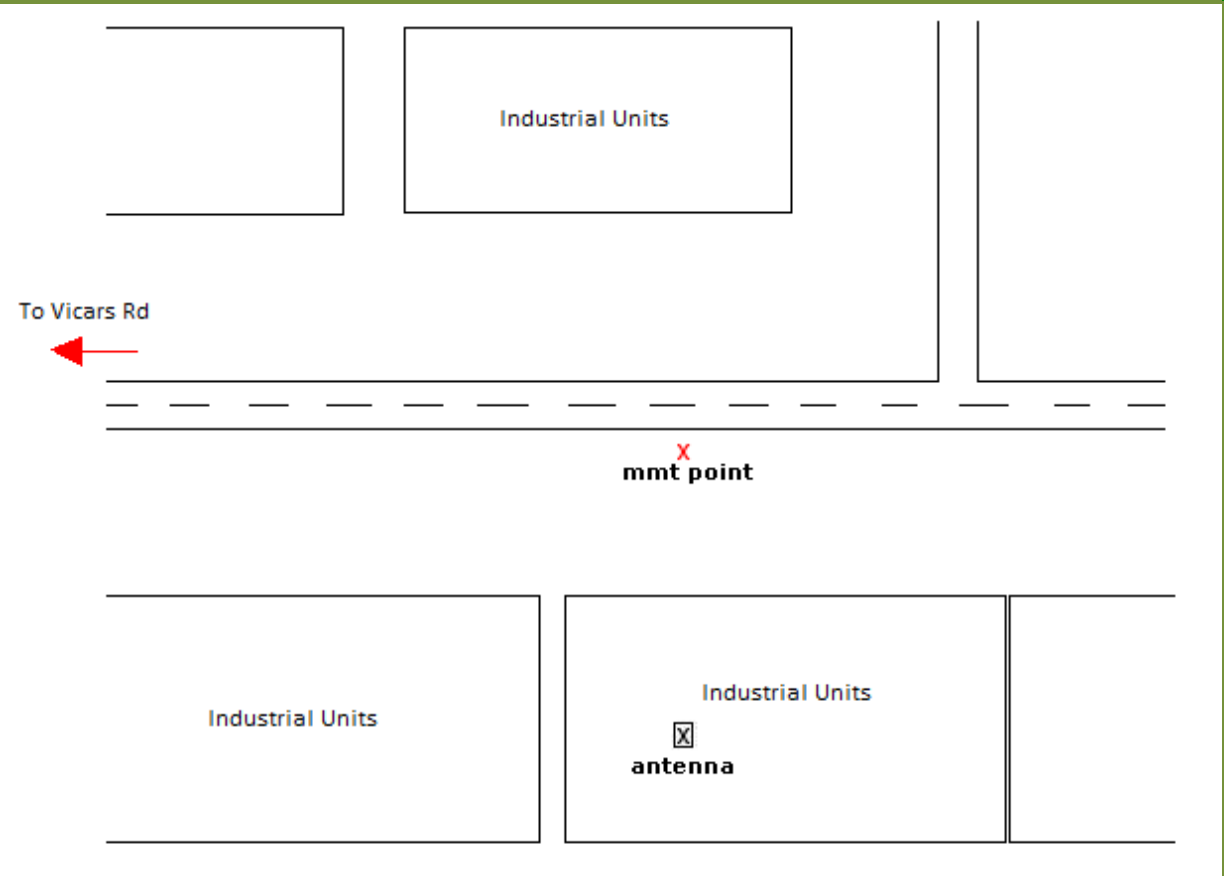 Industrial Units
To Vicars Rd
X
mmt point
Industrial Units
Industrial Units
X
antenna